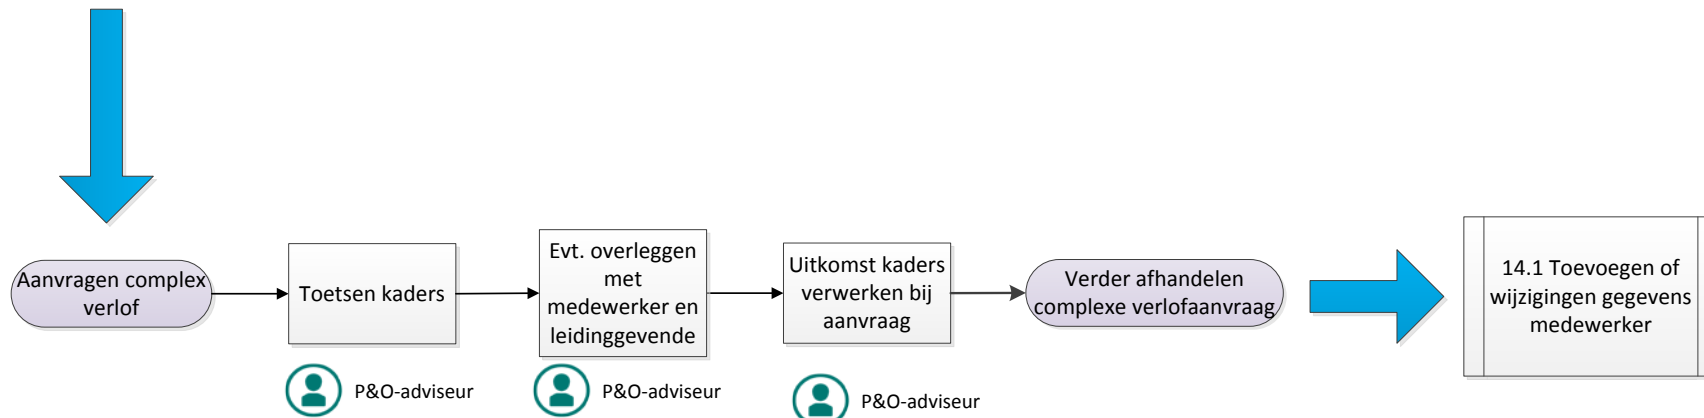 Aanvragen complex
verlof
Toetsen kaders
P&O-adviseur
Evt. overleggen
met
medewerker en
leidinggevende
P&O-adviseur
Uitkomst kaders
verwerken bij
aanvraag
P&O-adviseur
Verder afhandelen
complexe verlofaanvraag
14.1 Toevoegen of
wijzigingen gegevens
medewerker